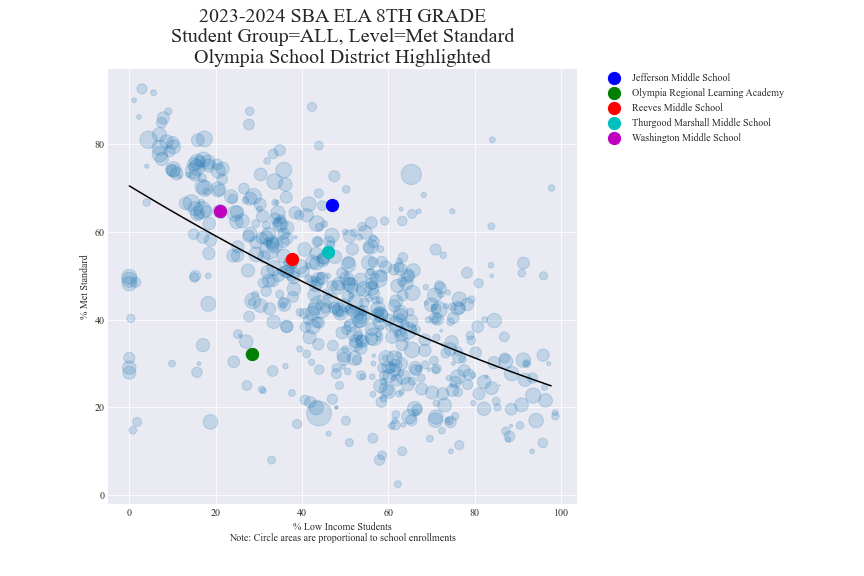 2023-2024 SBA ELA 8TH GRADE
Student Group=ALL, Level=Met Standard
Olympia School District Highlighted
Jefferson Middle School
Olympia Regional Learning Academy
Reeves Middle School
Thurgood Marshall Middle School
Washington Middle School
% Met Standard
80
60
40
20
0
0 20 40 60 80 100
% Low Income Students
Note: Circle areas are proportional to school enrollments